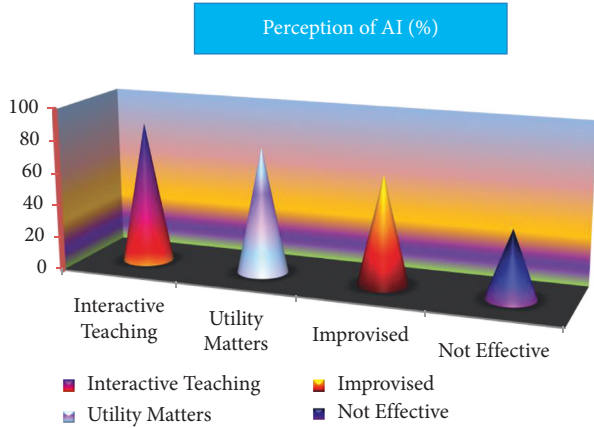 Perception of AI (%)
100
80
60
40
20
0
Interactive
Teaching
Utility
Matters
Improvised
Not Effective
Interactive Teaching
Improvised
Utility Matters
Not Effective